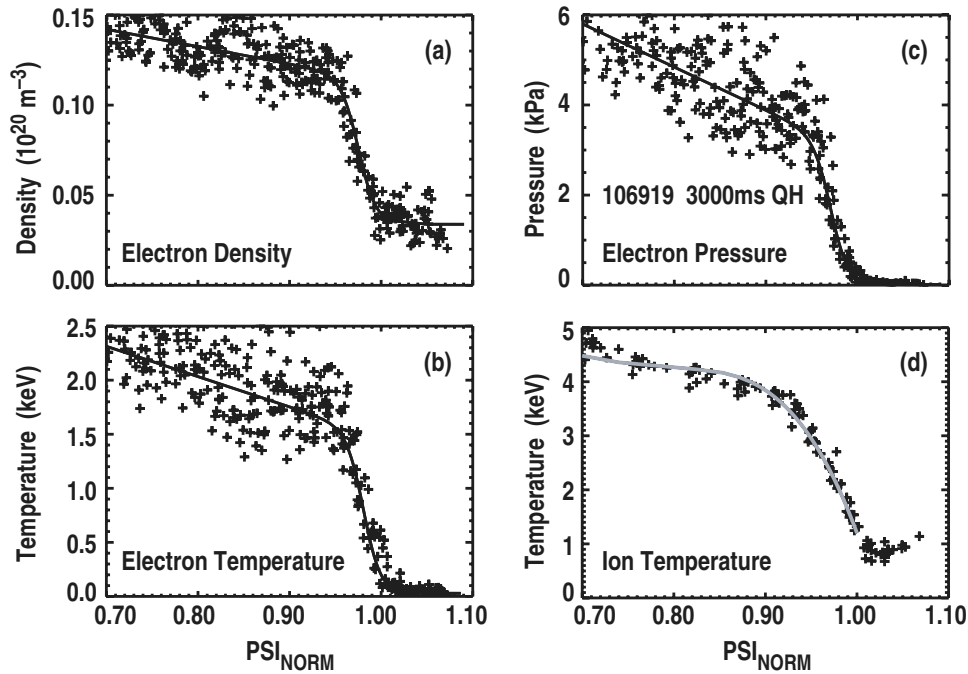 0.15
0.10
0.05
0.00
Density (10²⁰ m⁻³)
(a)
Electron Density
6
4
2
0
Pressure (kPa)
(c)
106919 3000ms QH
Electron Pressure
2.5
2.0
1.5
1.0
0.5
0.0
Temperature (keV)
(b)
Electron Temperature
0.70 0.80 0.90 1.00 1.10
PSI_NORM
5
4
3
2
1
0
Temperature (keV)
(d)
Ion Temperature
0.70 0.80 0.90 1.00 1.10
PSI_NORM